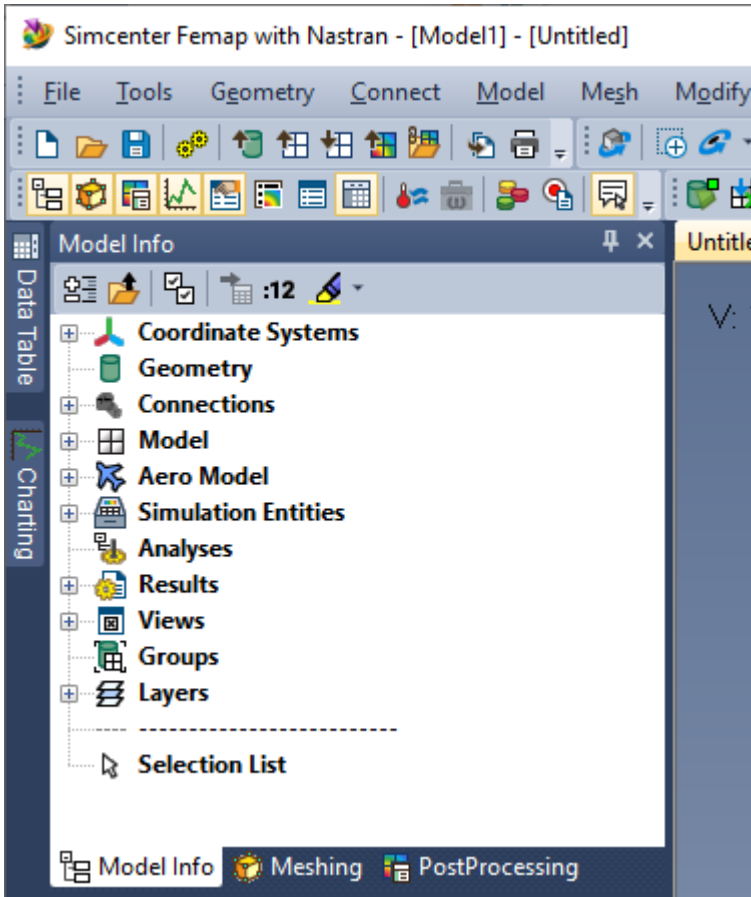 Simcenter Femap with Nastran - [Model1] - [Untitled]
File Tools Geometry Connect Model Mesh Modify
Model Info
Untitle
:12
V:
Data Table
Charting
Coordinate Systems
Geometry
Connections
Model
Aero Model
Simulation Entities
Analyses
Results
Views
Groups
Layers
--------------------------
Selection List
Model Info Meshing PostProcessing